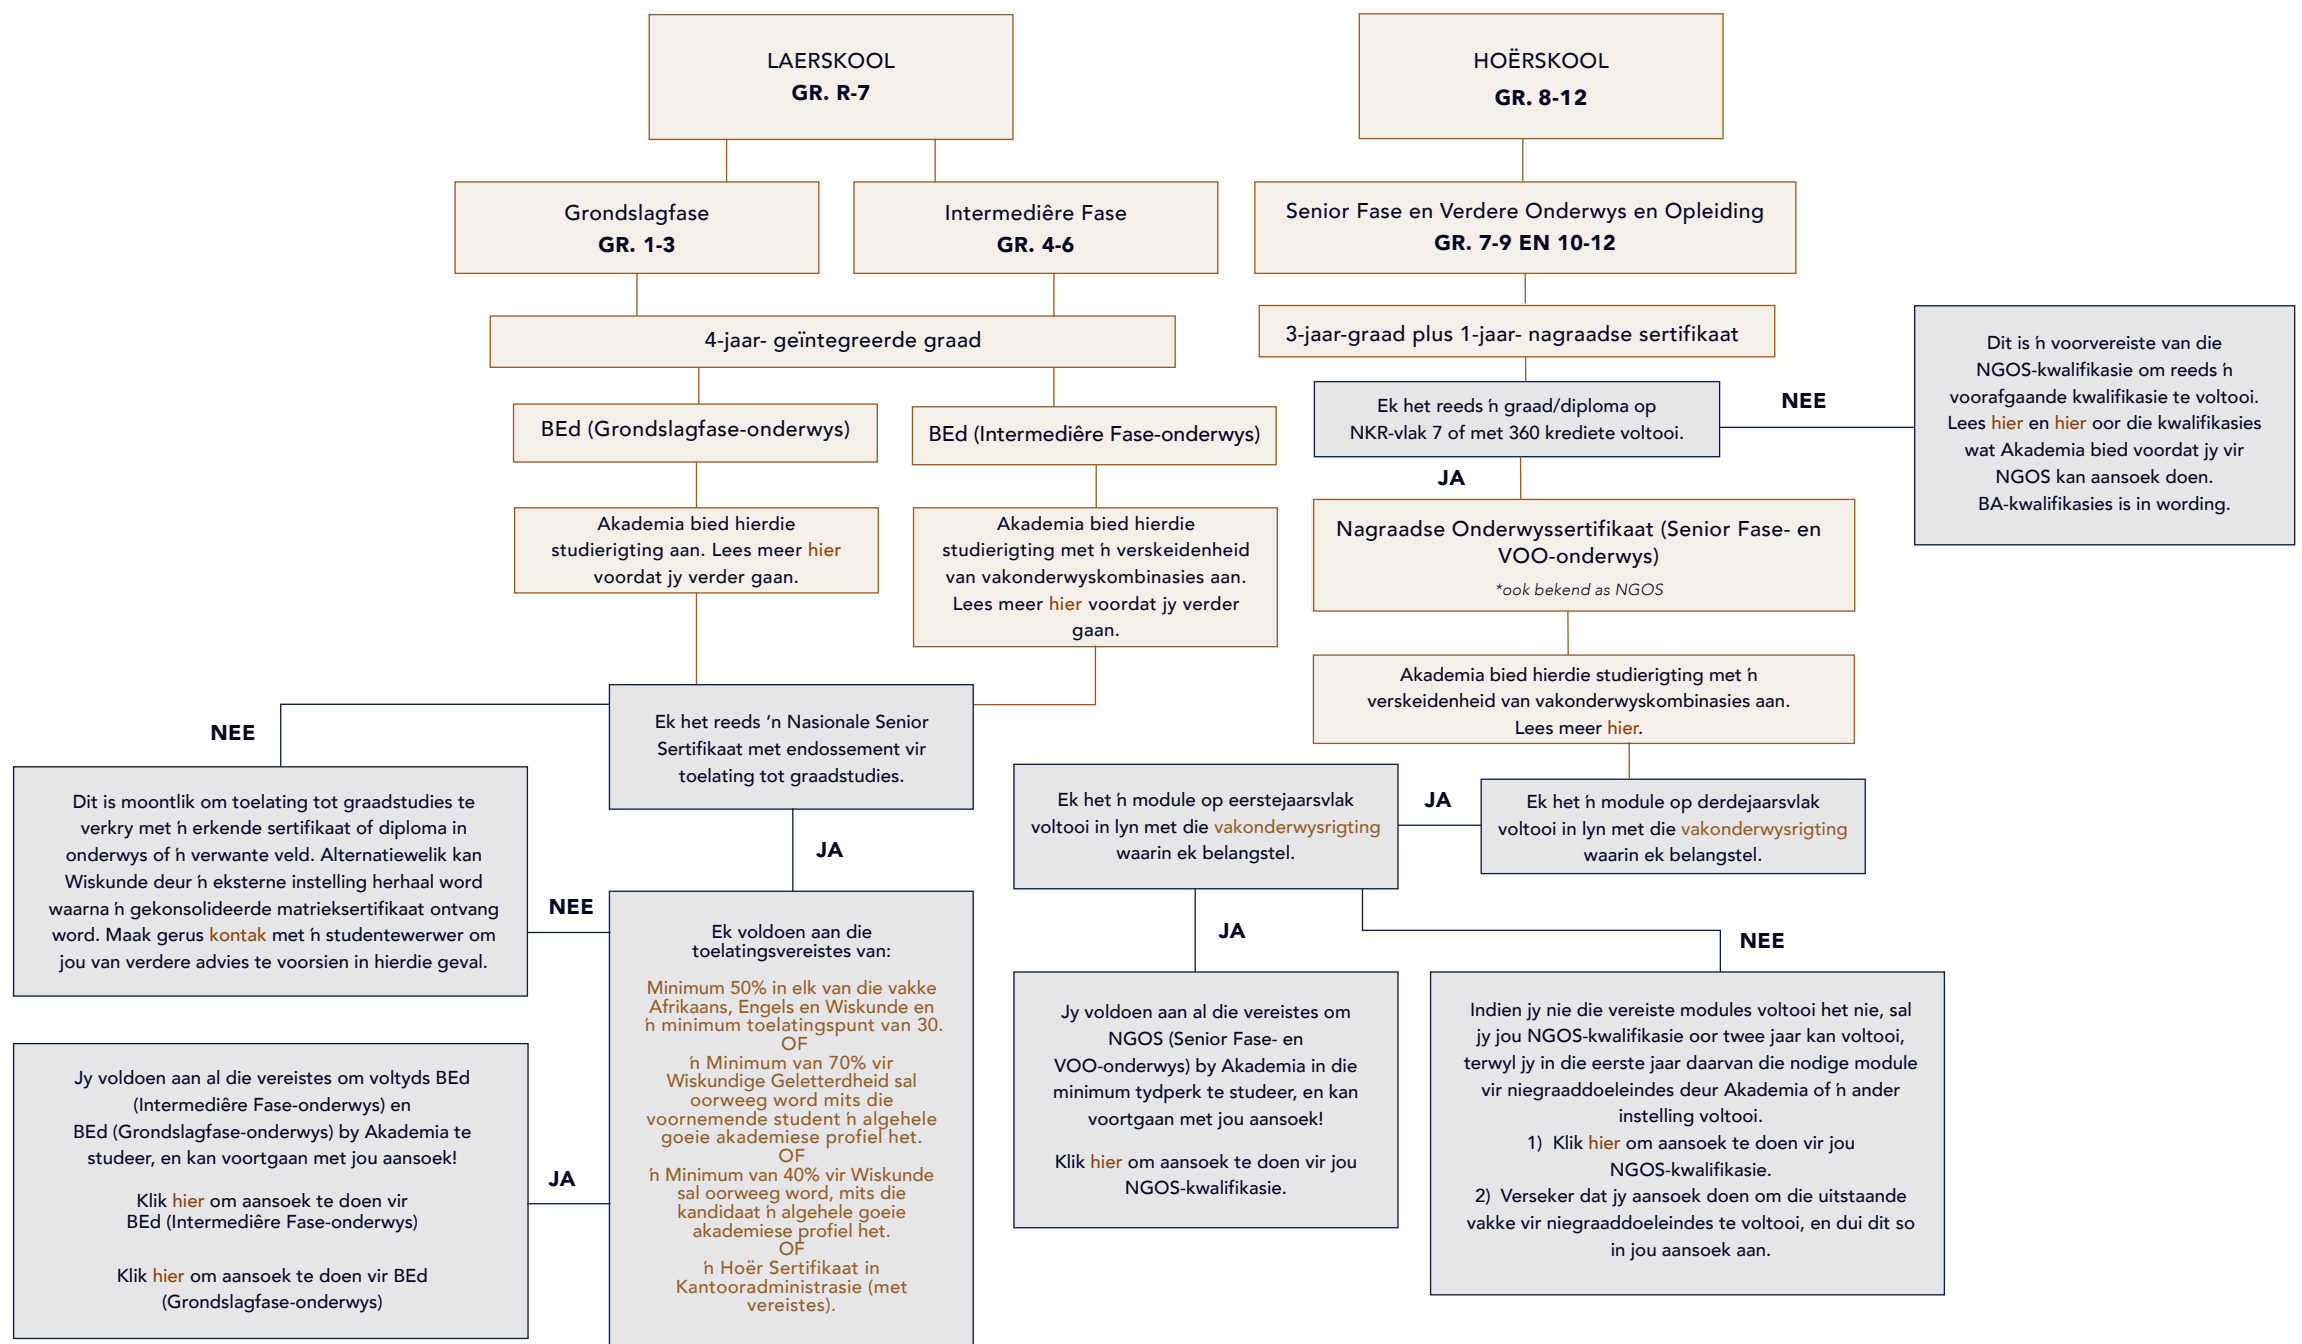 LAERSKOOL
GR. R-7
HOËRSKOOL
GR. 8-12
Grondslagfase
GR. 1-3
Intermediêre Fase
GR. 4-6
Senior Fase en Verdere Onderwys en Opleiding
GR. 7-9 EN 10-12
4-jaar- geïntegreerde graad
3-jaar-graad plus 1-jaar- nagraadse sertifikaat
BEd (Grondslagfase-onderwys)
BEd (Intermediêre Fase-onderwys)
Ek het reeds ŉ graad/diploma op
NKR-vlak 7 of met 360 krediete voltooi.
NEE
Dit is ŉ voorvereiste van die
NGOS-kwalifikasie om reeds ŉ
voorafgaande kwalifikasie te voltooi.
Lees hier en hier oor die kwalifikasies
wat Akademia bied voordat jy vir
NGOS kan aansoek doen.
BA-kwalifikasies is in wording.
JA
Akademia bied hierdie
studierigting aan. Lees meer hier
voordat jy verder gaan.
Akademia bied hierdie
studierigting met ŉ verskeidenheid
van vakonderwyskombinasies aan.
Lees meer hier voordat jy verder
gaan.
Nagraadse Onderwyssertifikaat (Senior Fase- en
VOO-onderwys)
*ook bekend as NGOS
Akademia bied hierdie studierigting met ŉ
verskeidenheid van vakonderwyskombinasies aan.
Lees meer hier.
Ek het reeds ‘n Nasionale Senior
Sertifikaat met endossement vir
toelating tot graadstudies.
NEE
Dit is moontlik om toelating tot graadstudies te
verkry met ŉ erkende sertifikaat of diploma in
onderwys of ŉ verwante veld. Alternatiewelik kan
Wiskunde deur ŉ eksterne instelling herhaal word
waarna ŉ gekonsolideerde matrieksertifikaat ontvang
word. Maak gerus kontak met ŉ studentewerwer om
jou van verdere advies te voorsien in hierdie geval.
JA
NEE
Ek voldoen aan die
toelatingsvereistes van:
Minimum 50% in elk van die vakke
Afrikaans, Engels en Wiskunde en
ŉ minimum toelatingspunt van 30.
OF
ŉ Minimum van 70% vir
Wiskundige Geletterdheid sal
oorweeg word mits die
voornemende student ŉ algehele
goeie akademiese profiel het.
OF
ŉ Minimum van 40% vir Wiskunde
sal oorweeg word, mits die
kandidaat ŉ algehele goeie
akademiese profiel het.
OF
ŉ Hoër Sertifikaat in
Kantooradministrasie (met
vereistes).
JA
Jy voldoen aan al die vereistes om voltyds BEd
(Intermediêre Fase-onderwys) en
BEd (Grondslagfase-onderwys) by Akademia te
studeer, en kan voortgaan met jou aansoek!
Klik hier om aansoek te doen vir
BEd (Intermediêre Fase-onderwys)
Klik hier om aansoek te doen vir BEd
(Grondslagfase-onderwys)
Ek het ŉ module op eerstejaarsvlak
voltooi in lyn met die vakonderwysrigting
waarin ek belangstel.
JA
Ek het ŉ module op derdejaarsvlak
voltooi in lyn met die vakonderwysrigting
waarin ek belangstel.
JA
NEE
Jy voldoen aan al die vereistes om
NGOS (Senior Fase- en
VOO-onderwys) by Akademia in die
minimum tydperk te studeer, en kan
voortgaan met jou aansoek!
Klik hier om aansoek te doen vir jou
NGOS-kwalifikasie.
Indien jy nie die vereiste modules voltooi het nie, sal
jy jou NGOS-kwalifikasie oor twee jaar kan voltooi,
terwyl jy in die eerste jaar daarvan die nodige module
vir niegraaddoeleindes deur Akademia of ŉ ander
instelling voltooi.
1) Klik hier om aansoek te doen vir jou
NGOS-kwalifikasie.
2) Verseker dat jy aansoek doen om die uitstaande
vakke vir niegraaddoeleindes te voltooi, en dui dit so
in jou aansoek aan.